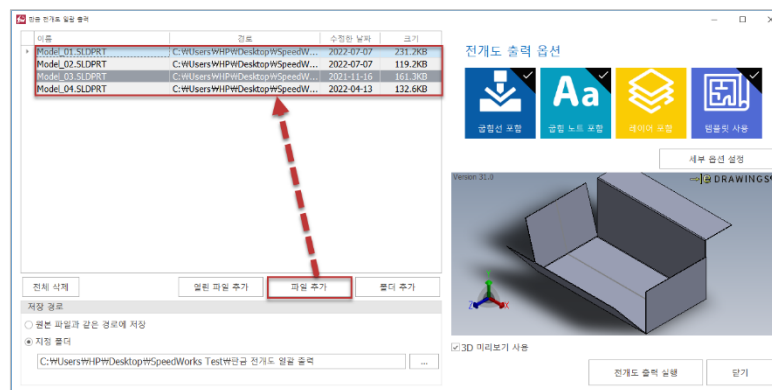 판금 전개도 일괄 출력
이름 경로 수정한 날짜 크기
Model_01.SLDPRT C:₩Users₩HP₩Desktop₩SpeedW... 2022-07-07 231.2KB
Model_02.SLDPRT C:₩Users₩HP₩Desktop₩SpeedW... 2022-07-07 119.2KB
Model_03.SLDPRT C:₩Users₩HP₩Desktop₩SpeedW... 2021-11-16 161.3KB
Model_04.SLDPRT C:₩Users₩HP₩Desktop₩SpeedW... 2022-04-13 132.6KB
전체 삭제 열린 파일 추가 파일 추가 폴더 추가
저장 경로
원본 파일과 같은 경로에 저장
지정 폴더
C:₩Users₩HP₩Desktop₩SpeedWorks Test₩판금 전개도 일괄 출력 ...
전개도 출력 옵션
Aa
굽힘선 포함 굽힘 노트 포함 레이어 포함 템플릿 사용
세부 옵션 설정
Version 31.0 e DRAWINGS
Y
Z X
3D 미리보기 사용
전개도 출력 실행 닫기